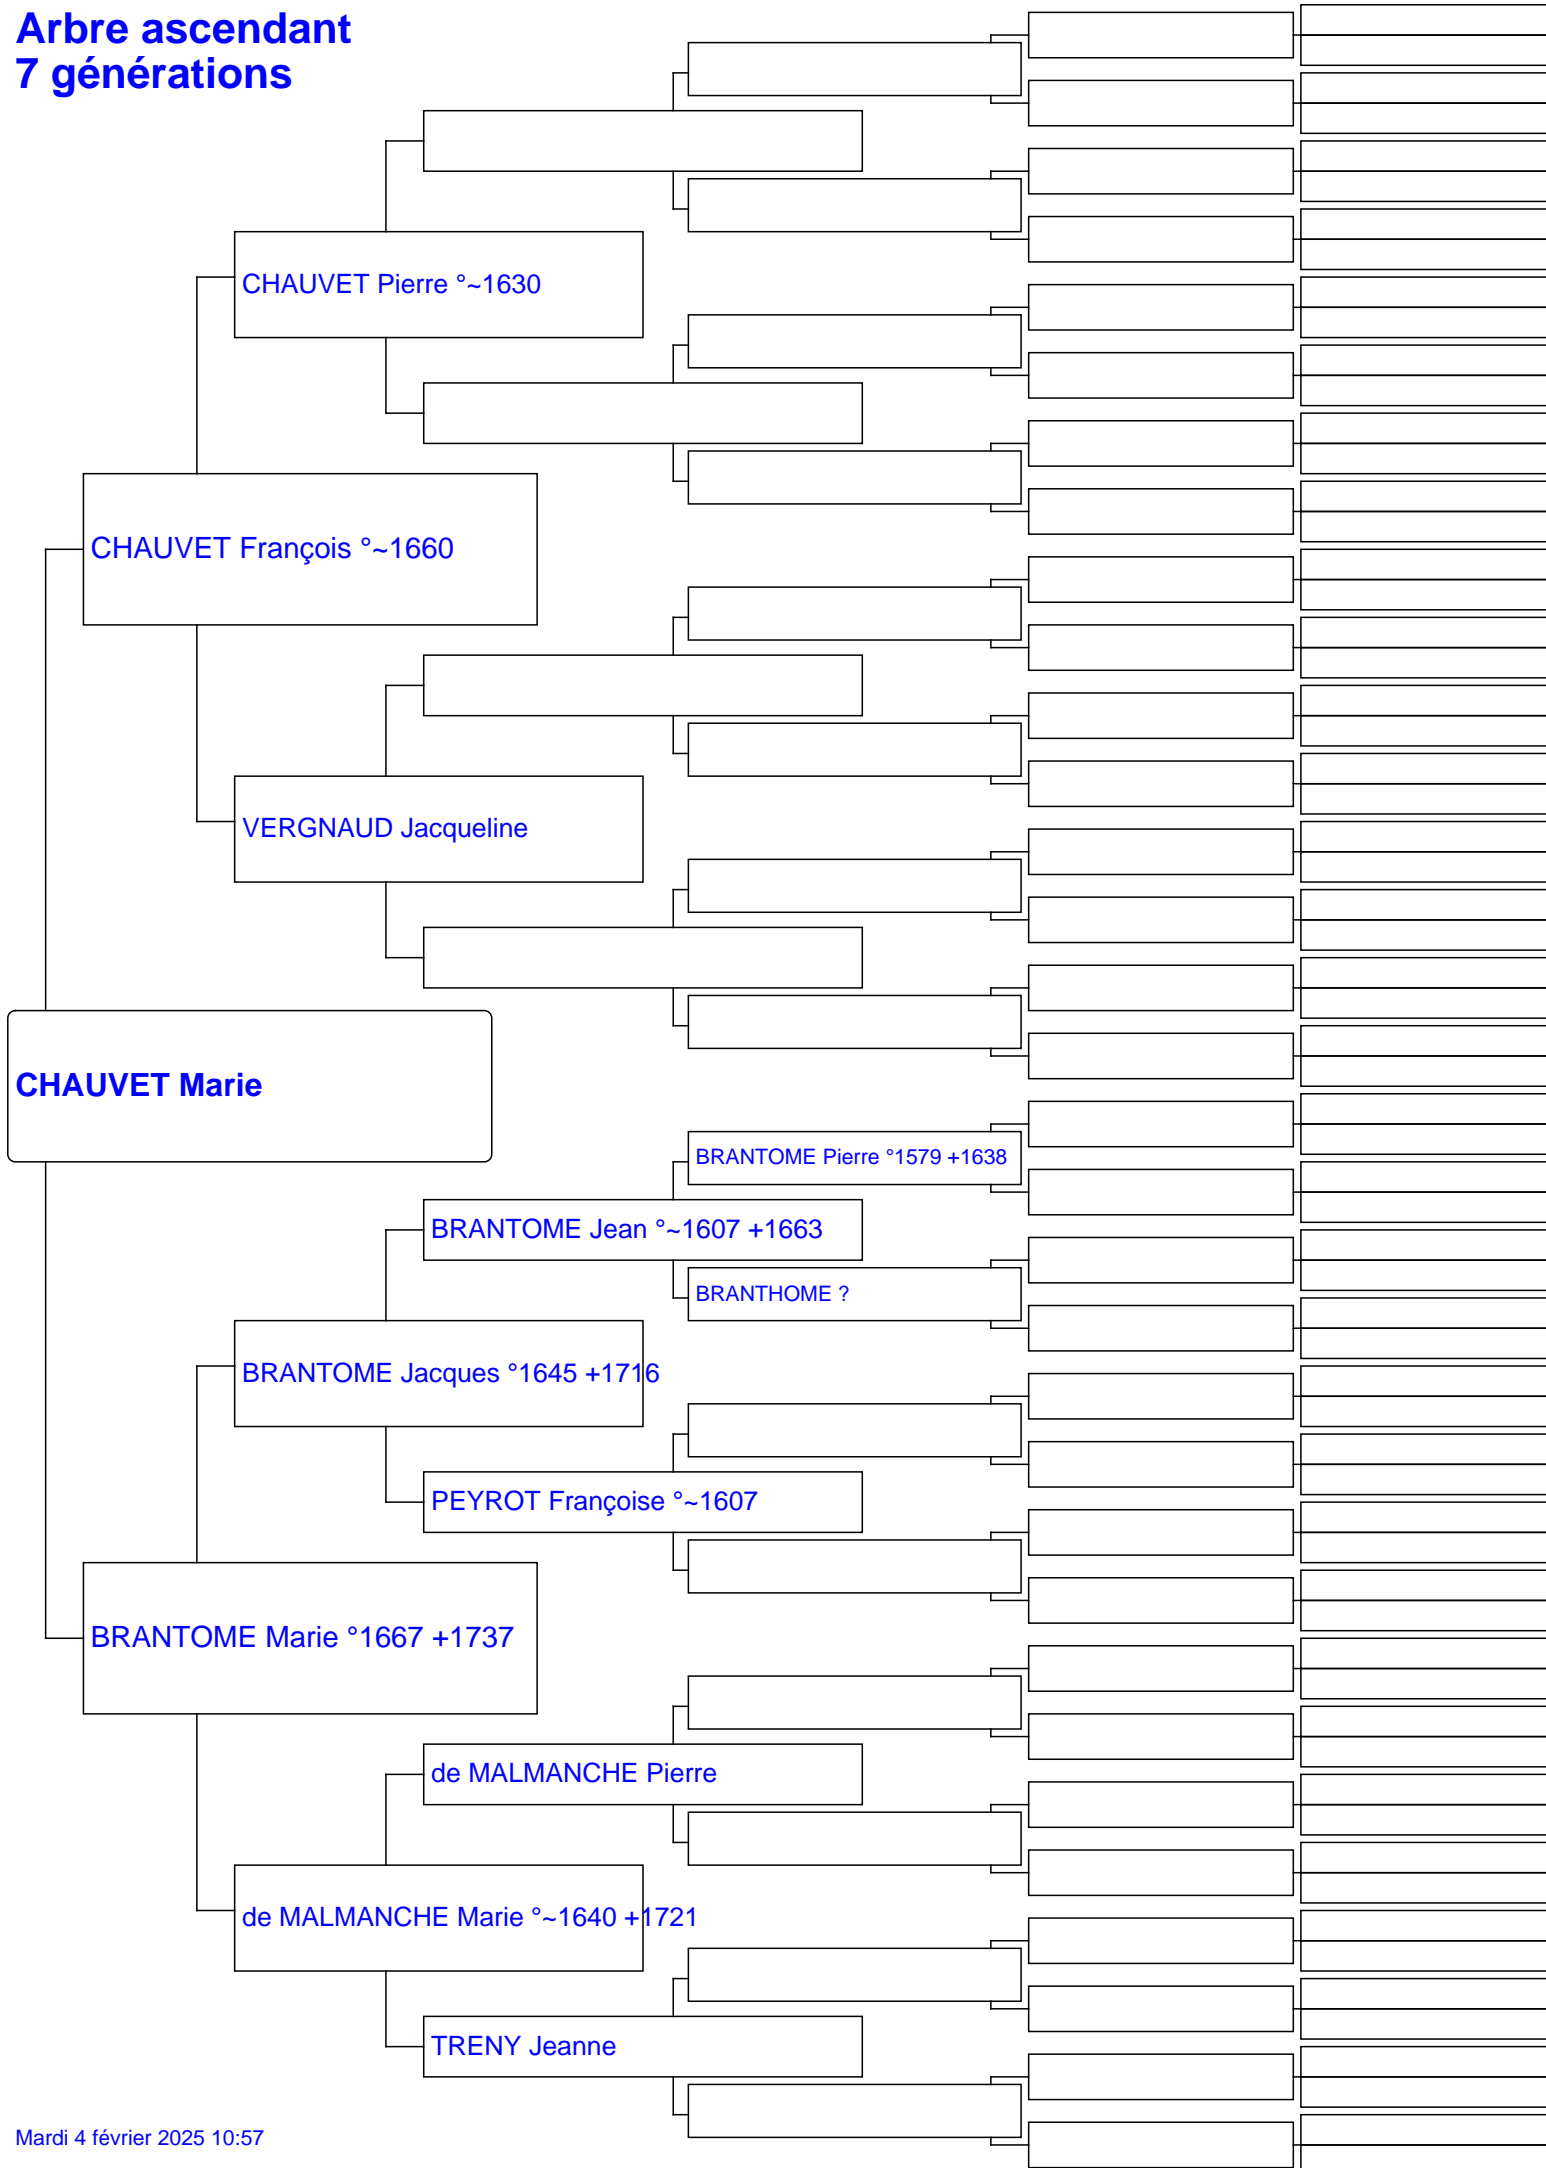 Arbre ascendant
7 générations
CHAUVET Pierre °~1630
CHAUVET François °~1660
VERGNAUD Jacqueline
CHAUVET Marie
BRANTOME Pierre °1579 +1638
BRANTOME Jean °~1607 +1663
BRANTHOME ?
BRANTOME Jacques °1645 +1716
PEYROT Françoise °~1607
BRANTOME Marie °1667 +1737
de MALMANCHE Pierre
de MALMANCHE Marie °~1640 +1721
TRENY Jeanne
Mardi 4 février 2025 10:57